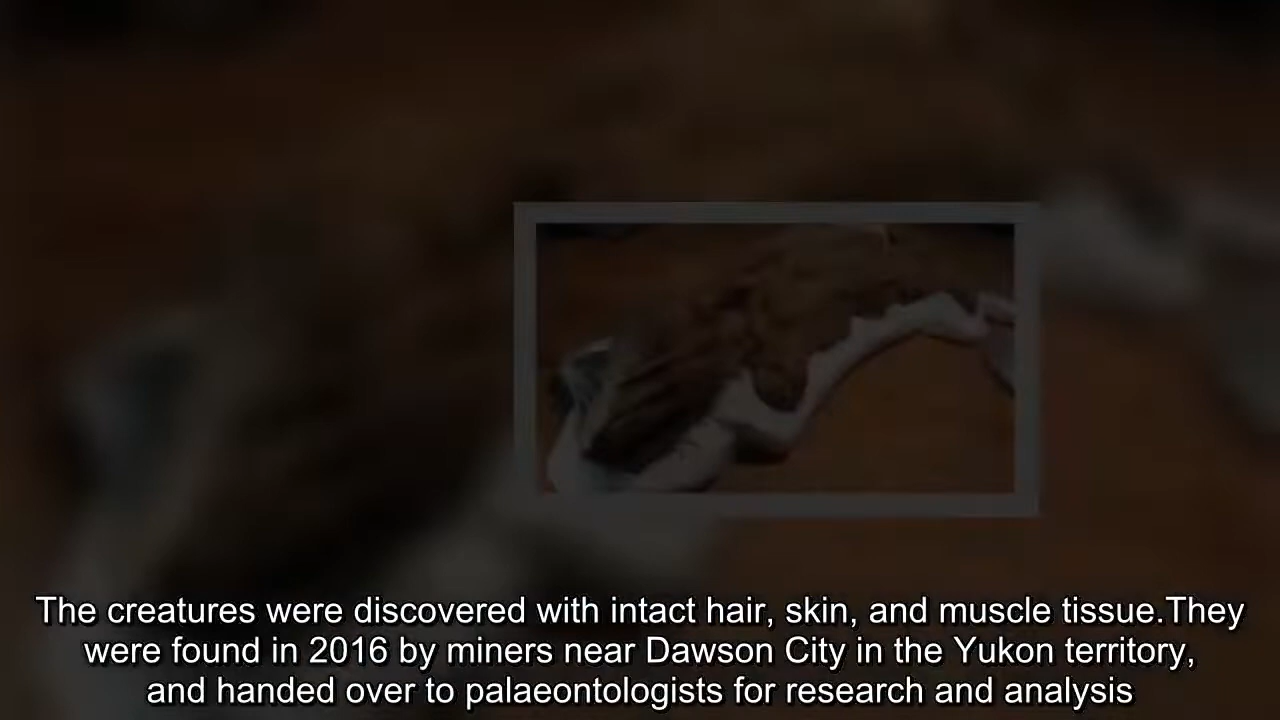 The creatures were discovered with intact hair, skin, and muscle tissue.They
were found in 2016 by miners near Dawson City in the Yukon territory,
and handed over to palaeontologists for research and analysis